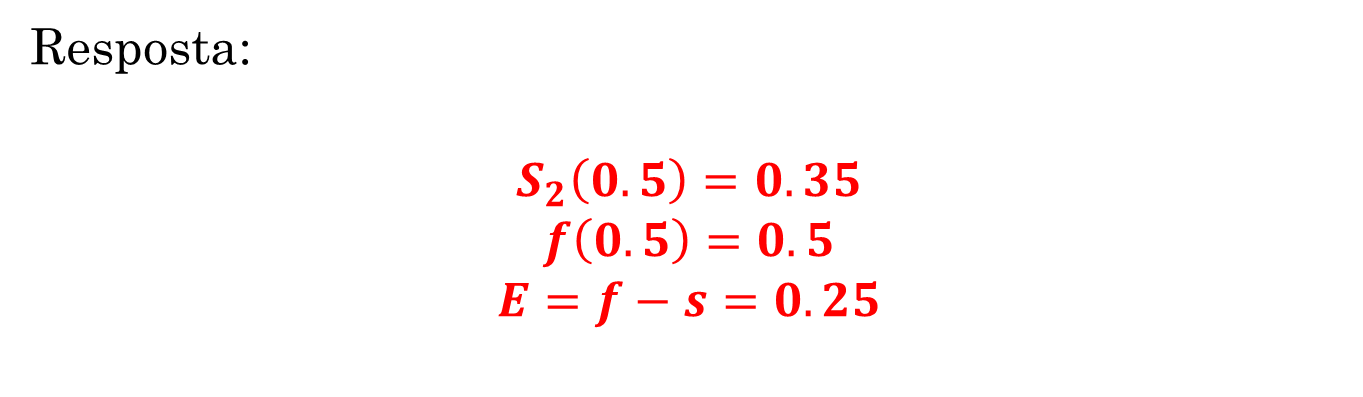 Resposta:
S₂(0.5) = 0.35
f(0.5) = 0.5
E = f − s = 0.25